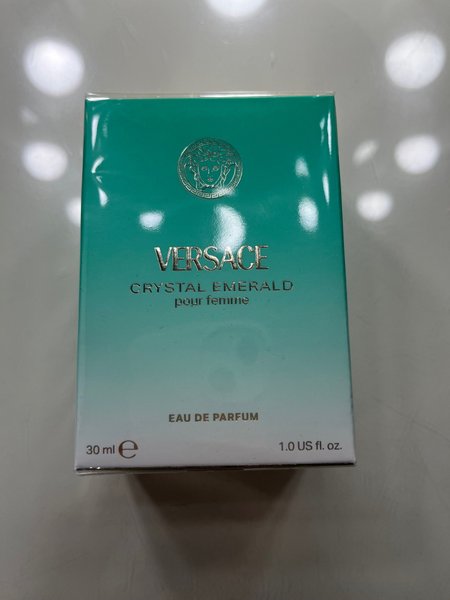 VERSACE
CRYSTAL EMERALD
pour femme
EAU DE PARFUM
30 ml ℮ 1.0 US fl. oz.